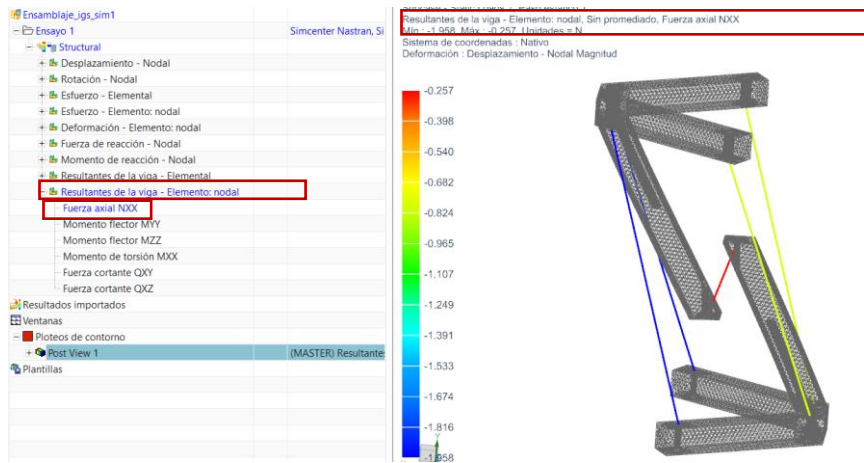 Ensamblaje_igs_sim1
Ensayo 1 Simcenter Nastran, Si
Structural
Desplazamiento - Nodal
Rotación - Nodal
Esfuerzo - Elemental
Esfuerzo - Elemento: nodal
Deformación - Elemento: nodal
Fuerza de reacción - Nodal
Momento de reacción - Nodal
Resultantes de la viga - Elemental
Resultantes de la viga - Elemento: nodal
Fuerza axial NXX
Momento flector MYY
Momento flector MZZ
Momento de torsión MXX
Fuerza cortante QXY
Fuerza cortante QXZ
Resultados importados
Ventanas
Ploteos de contorno
Post View 1 (MASTER) Resultante
Plantillas
Resultantes de la viga - Elemento: nodal, Sin promediado, Fuerza axial NXX
Mín : -1.958, Máx : -0.257, Unidades = N
Sistema de coordenadas : Nativo
Deformación : Desplazamiento - Nodal Magnitud
-0.257
-0.398
-0.540
-0.682
-0.824
-0.965
-1.107
-1.249
-1.391
-1.533
-1.674
-1.816
-1.958
Y